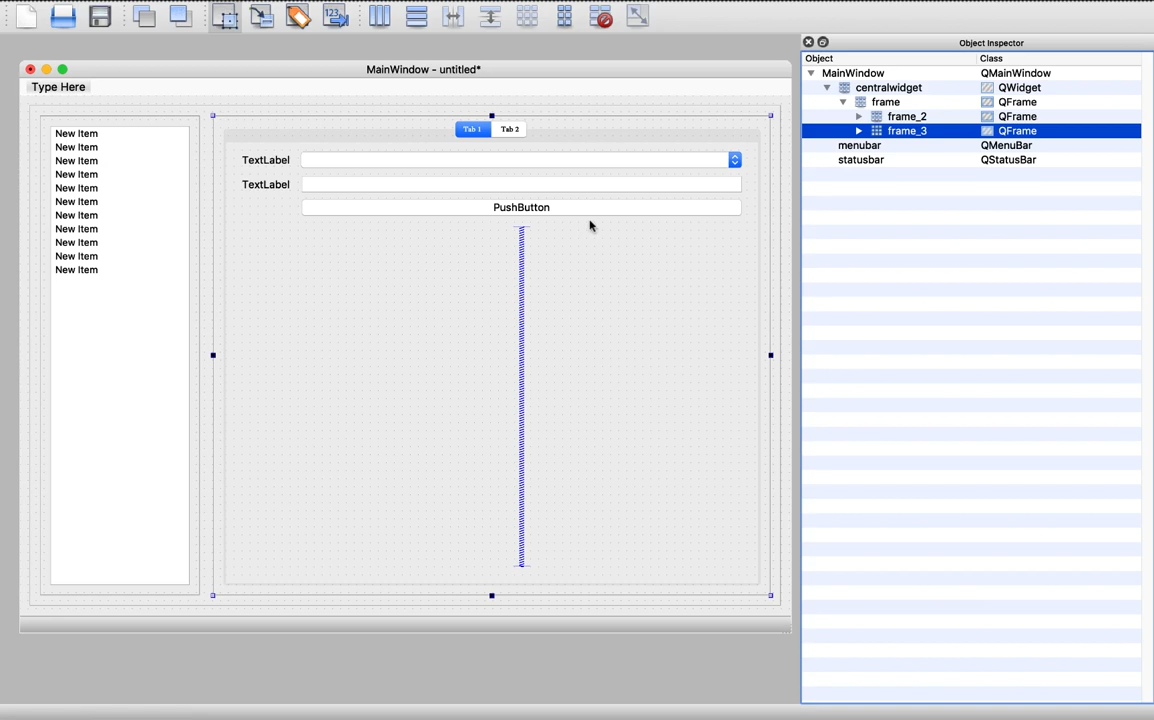 123
Object Inspector
Object Class
MainWindow QMainWindow
centralwidget QWidget
frame QFrame
frame_2 QFrame
frame_3 QFrame
menubar QMenuBar
statusbar QStatusBar
MainWindow - untitled*
Type Here
New Item
New Item
New Item
New Item
New Item
New Item
New Item
New Item
New Item
New Item
New Item
Tab 1 Tab 2
TextLabel
TextLabel
PushButton